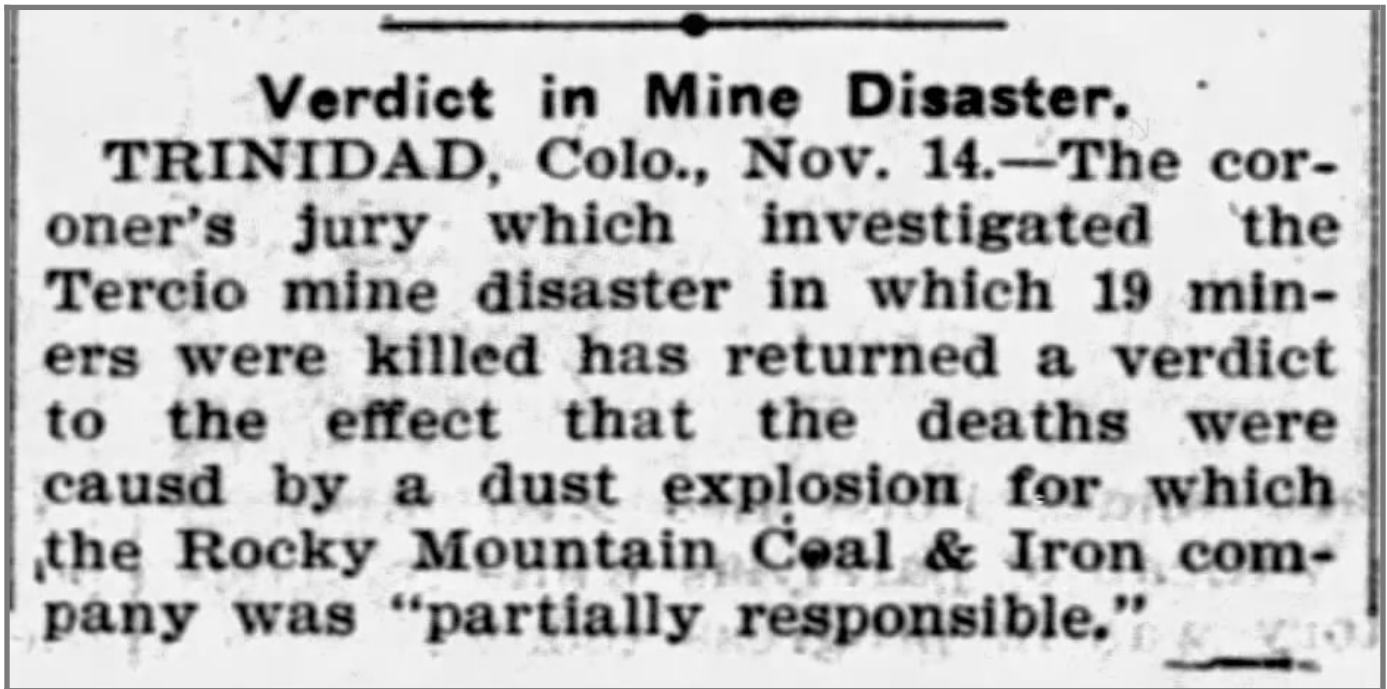 Verdict in Mine Disaster.
TRINIDAD, Colo., Nov. 14.—The cor-
oner's jury which investigated the
Tercio mine disaster in which 19 min-
ers were killed has returned a verdict
to the effect that the deaths were
causd by a dust explosion for which
the Rocky Mountain Coal & Iron com-
pany was “partially responsible.”